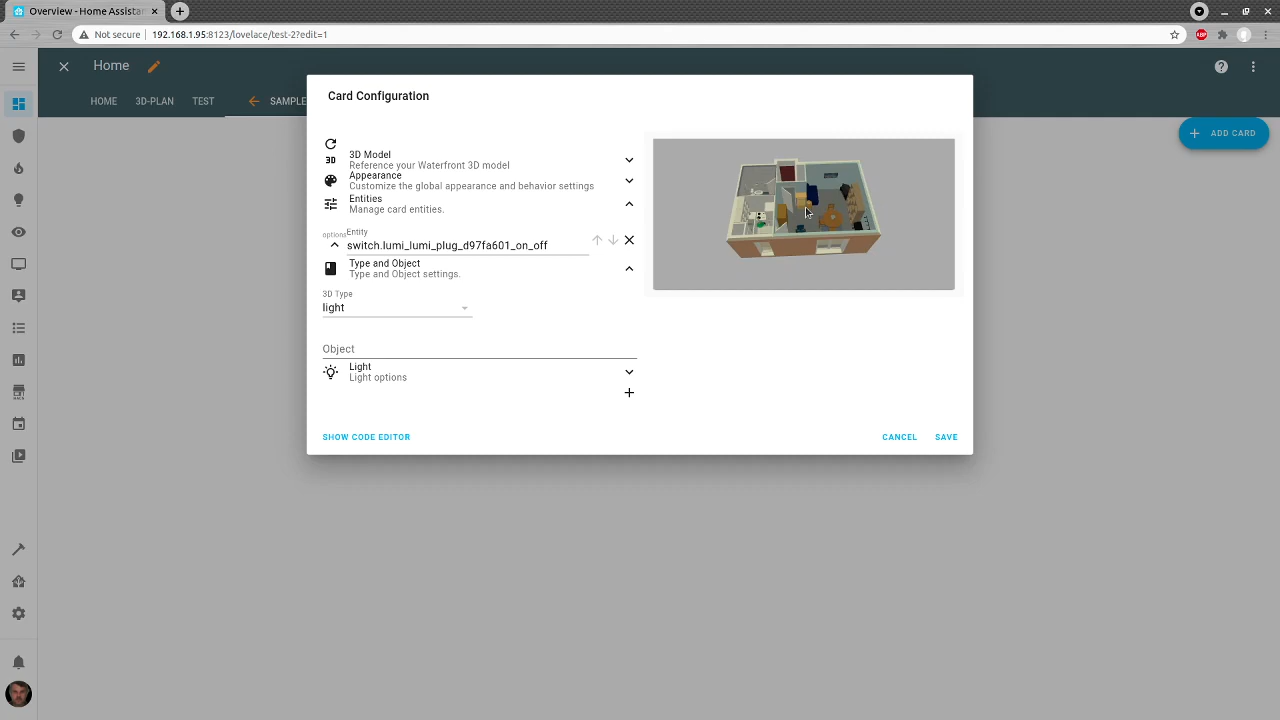 Overview - Home Assistan
Not secure
192.168.1.95:8123/lovelace/test-2?edit=1
ABP
Home
HOME
3D-PLAN
TEST
SAMPLE
ADD CARD
Card Configuration
3D
3D Model
Reference your Waterfront 3D model
Appearance
Customize the global appearance and behavior settings
Entities
Manage card entities.
options
Entity
switch.lumi_lumi_plug_d97fa601_on_off
Type and Object
Type and Object settings.
3D Type
light
Object
Light
Light options
SHOW CODE EDITOR
CANCEL
SAVE